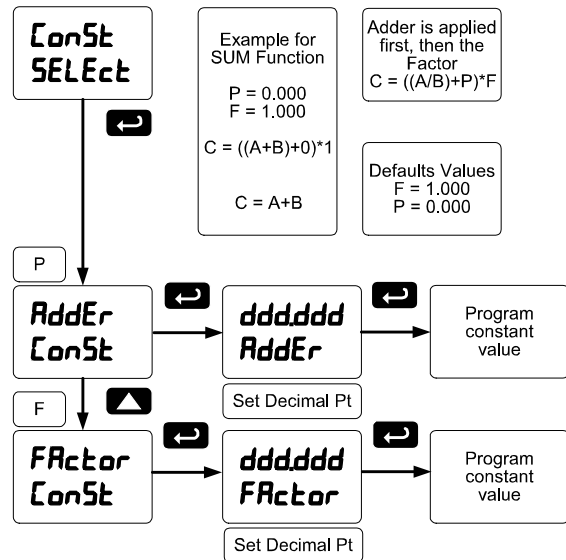 ConSt
SELEct
Example for
SUM Function
P = 0.000
F = 1.000
C = ((A+B)+0)*1
C = A+B
Adder is applied
first, then the
Factor
C = ((A/B)+P)*F
Defaults Values
F = 1.000
P = 0.000
P
AddEr
ConSt
ddd.ddd
AddEr
Program
constant
value
Set Decimal Pt
F
FActor
ConSt
ddd.ddd
FActor
Program
constant
value
Set Decimal Pt